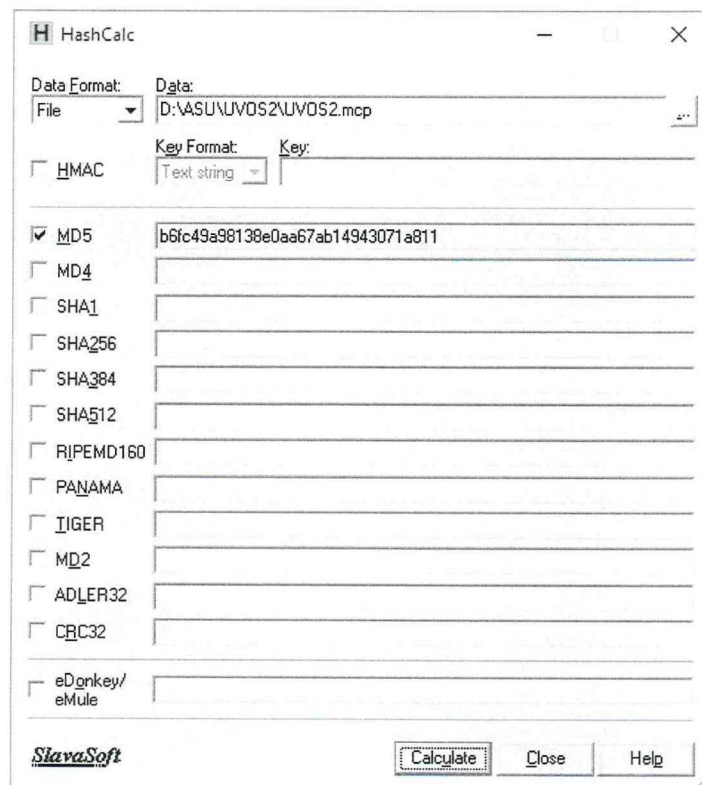 HashCalc
Data Format: Data:
File D:\ASU\UVOS2\UVOS2.mcp ...
Key Format: Key:
HMAC Text string
MD5 b6fc49a98138e0aa67ab14943071a811
MD4
SHA1
SHA256
SHA384
SHA512
RIPEMD160
PANAMA
TIGER
MD2
ADLER32
CRC32
eDonkey/
eMule
SlavaSoft Calculate Close Help